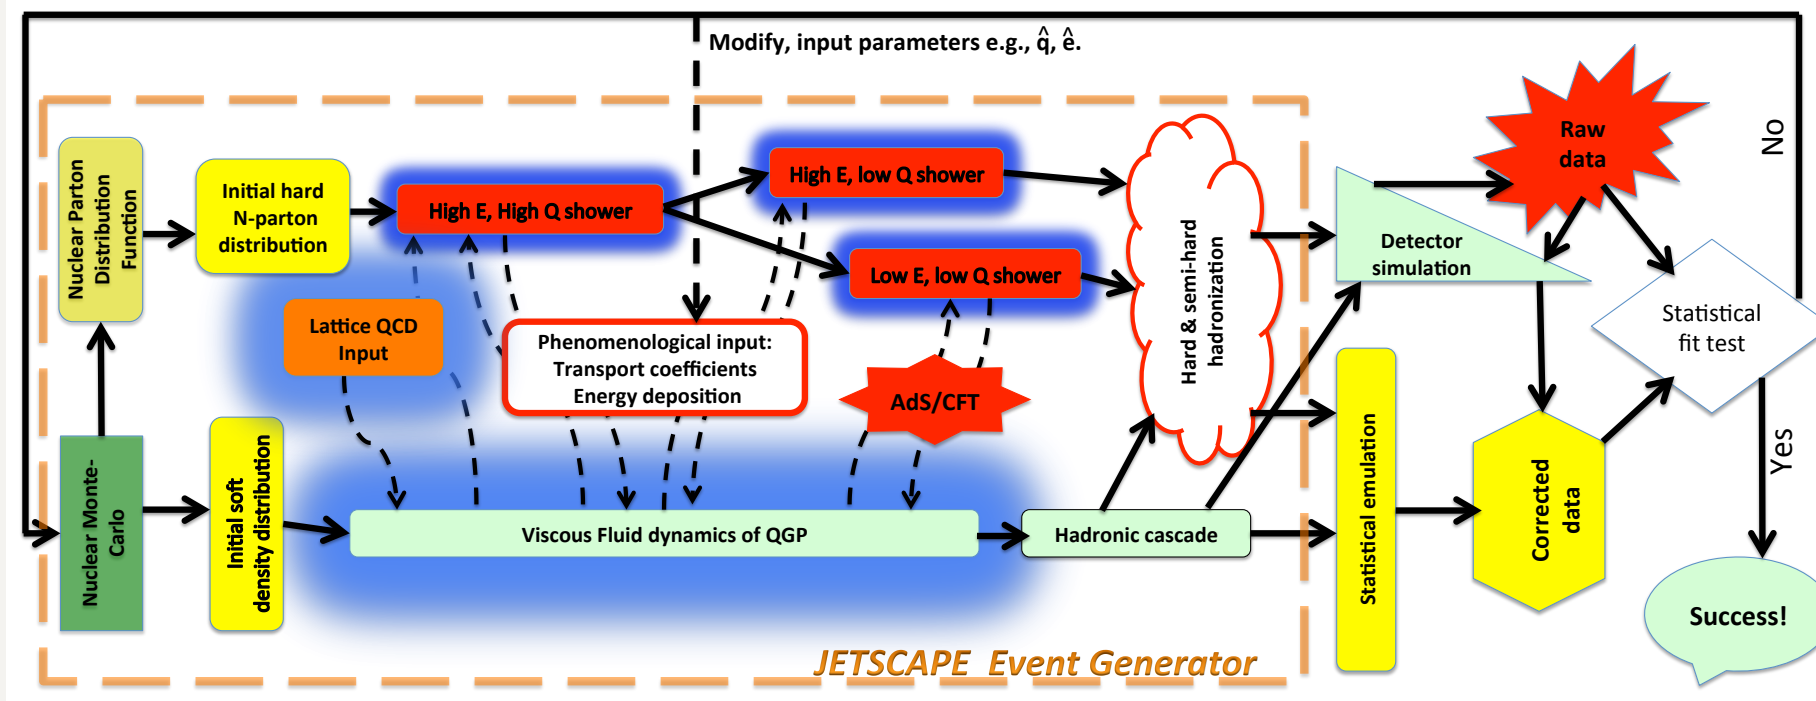 Modify, input parameters e.g., q̂, ê.
Nuclear Parton
Distribution
Function
Initial hard
N-parton
distribution
High E, High Q shower
High E, low Q shower
Low E, low Q shower
Hard & semi-hard
hadronization
Raw
data
No
Detector
simulation
Lattice QCD
Input
Phenomenological input:
Transport coefficients
Energy deposition
AdS/CFT
Statistical
fit test
Nuclear Monte-
Carlo
Initial soft
density distribution
Viscous Fluid dynamics of QGP
Hadronic cascade
Statistical emulation
Corrected
data
Yes
Success!
JETSCAPE Event Generator